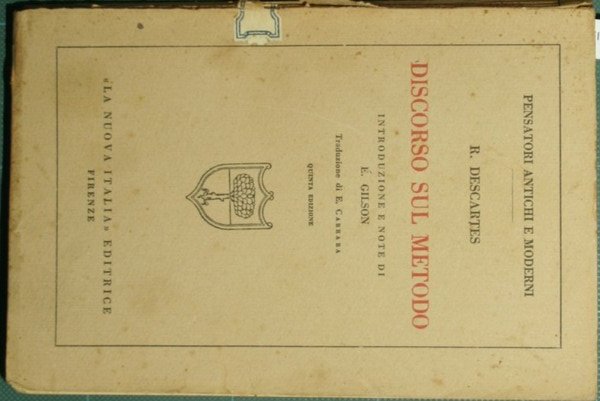 PENSATORI ANTICHI E MODERNI
R. DESCARTES
DISCORSO SUL METODO
INTRODUZIONE E NOTE DI
É. GILSON
Traduzione di E. CARRARA
QUINTA EDIZIONE
«LA NUOVA ITALIA» EDITRICE
FIRENZE